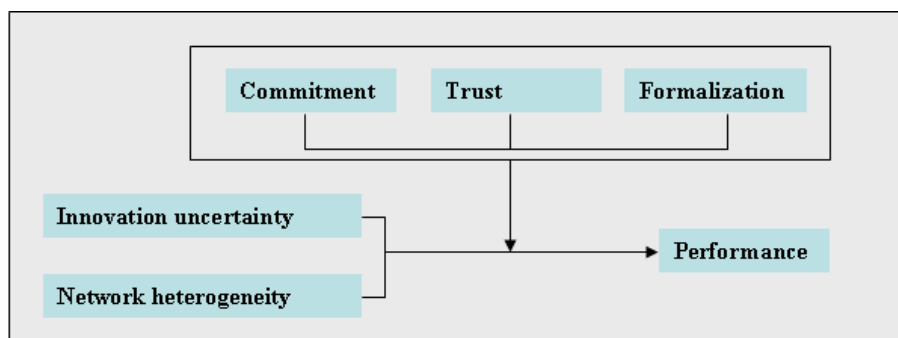 Commitment
Trust
Formalization
Innovation uncertainty
Performance
Network heterogeneity